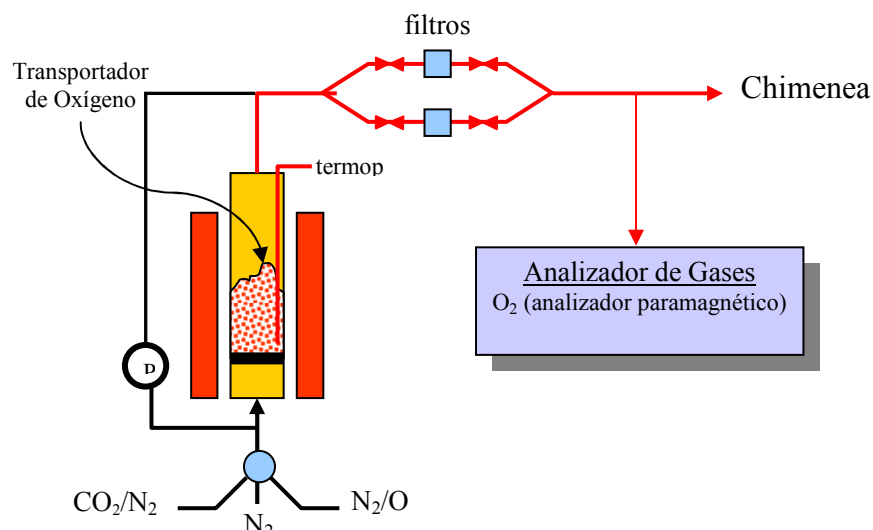 filtros
Transportador
de Oxígeno
Chimenea
termop
Analizador de Gases
O₂ (analizador paramagnético)
CO₂/N₂
N₂
N₂/O